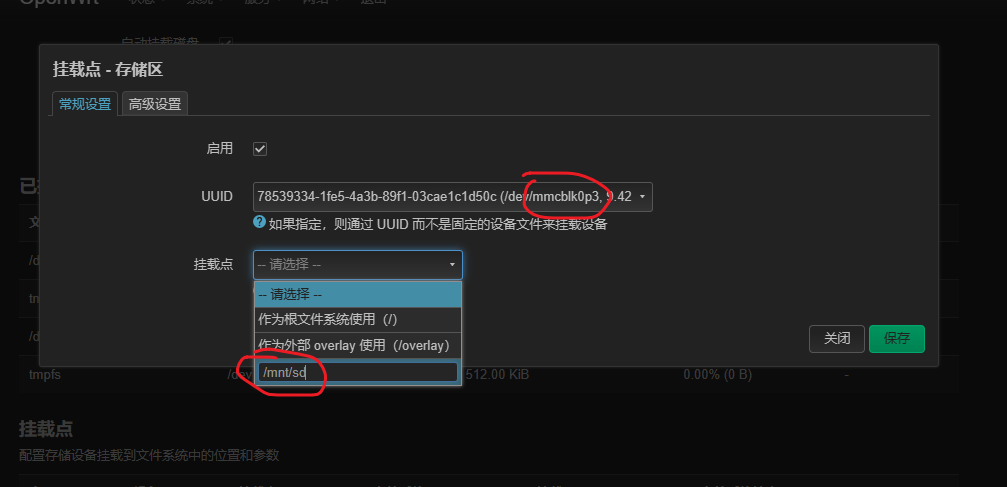 OpenWrt 状态 系统 服务 网络 退出
自动挂载磁盘
挂载点 - 存储区
常规设置 高级设置
启用
UUID 78539334-1fe5-4a3b-89f1-03cae1c1d50c (/dev/mmcblk0p3, 9.42
如果指定，则通过 UUID 而不是固定的设备文件来挂载设备
挂载点 -- 请选择 --
-- 请选择 --
作为根文件系统使用（/）
作为外部 overlay 使用（/overlay）
/mnt/sd
关闭 保存
tmpfs /dev 512.00 KiB 0.00% (0 B) -
挂载点
配置存储设备挂载到文件系统中的位置和参数